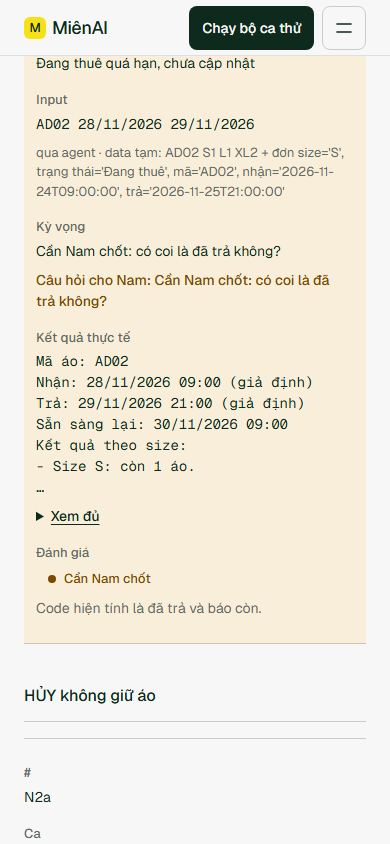 M MiênAI
Chạy bộ ca thử
Đang thuê quá hạn, chưa cập nhật
Input
AD02 28/11/2026 29/11/2026
qua agent · data tạm: AD02 S1 L1 XL2 + đơn size='S',
trạng thái='Đang thuê', mã='AD02', nhận='2026-11-
24T09:00:00', trả='2026-11-25T21:00:00'
Kỳ vọng
Cần Nam chốt: có coi là đã trả không?
Câu hỏi cho Nam: Cần Nam chốt: có coi là đã
trả không?
Kết quả thực tế
Mã áo: AD02
Nhận: 28/11/2026 09:00 (giả định)
Trả: 29/11/2026 21:00 (giả định)
Sẵn sàng lại: 30/11/2026 09:00
Kết quả theo size:
- Size S: còn 1 áo.
…
Xem đủ
Đánh giá
Cần Nam chốt
Code hiện tính là đã trả và báo còn.
HỦY không giữ áo
#
N2a
Ca